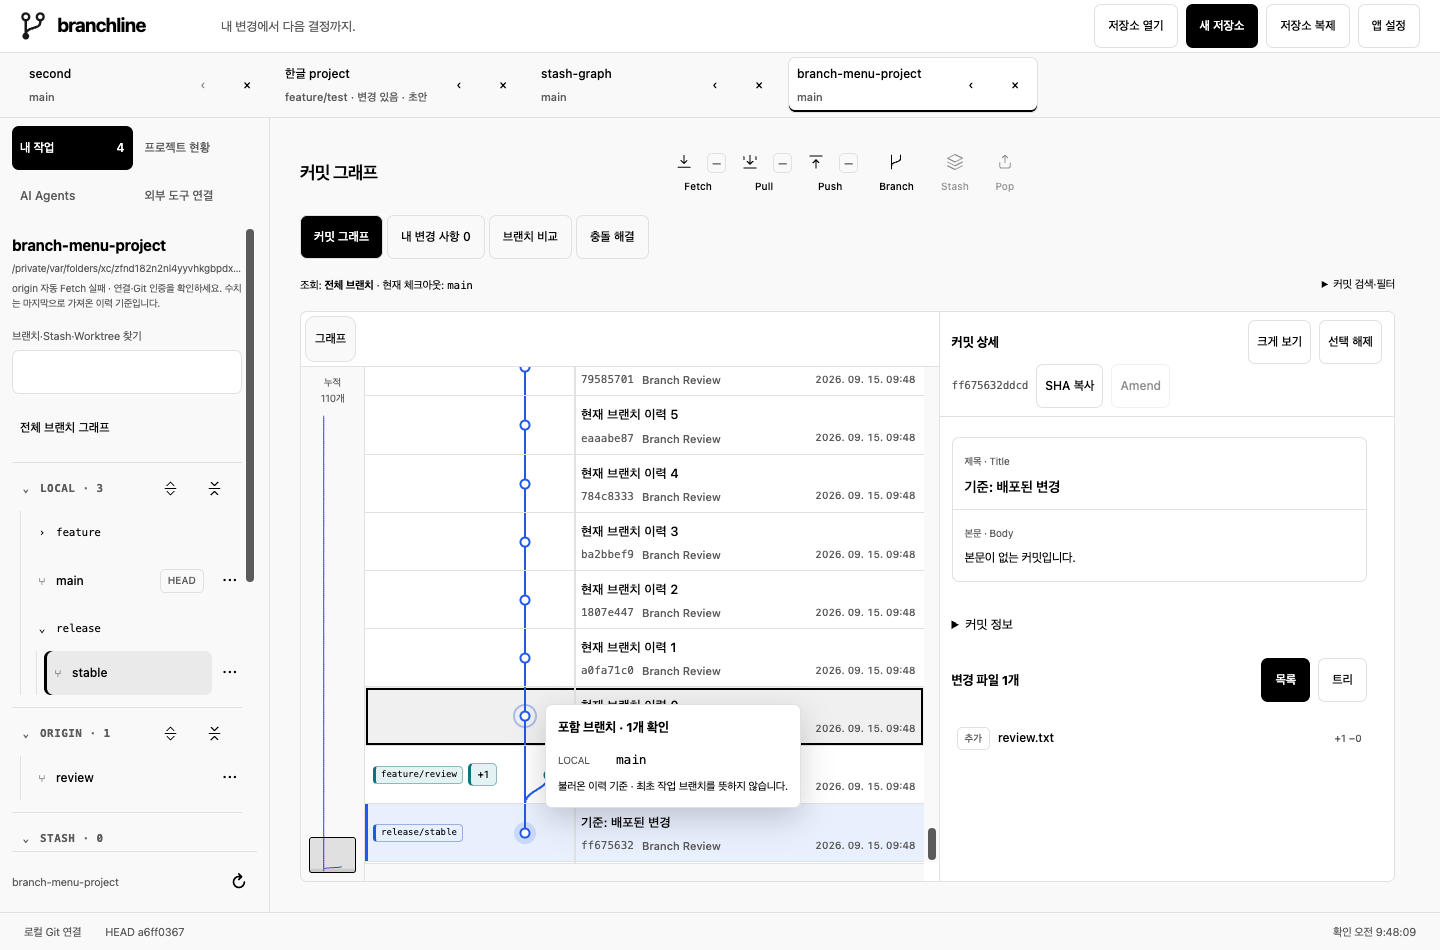 branchline
내 변경에서 다음 결정까지.
저장소 열기
새 저장소
저장소 복제
앱 설정
second
main
한글 project
feature/test · 변경 있음 · 초안
stash-graph
main
branch-menu-project
main
내 작업 4
프로젝트 현황
AI Agents
외부 도구 연결
branch-menu-project
/private/var/folders/xc/zfnd182n2nl4yyvhkgbpdx...
origin 자동 Fetch 실패 · 연결·Git 인증을 확인하세요. 수치
는 마지막으로 가져온 이력 기준입니다.
브랜치·Stash·Worktree 찾기
전체 브랜치 그래프
LOCAL · 3
feature
main HEAD
release
stable
ORIGIN · 1
review
STASH · 0
branch-menu-project
커밋 그래프
Fetch
Pull
Push
Branch
Stash
Pop
커밋 그래프
내 변경 사항 0
브랜치 비교
충돌 해결
조회: 전체 브랜치 · 현재 체크아웃: main
▶ 커밋 검색·필터
그래프
누적
110개
79585701 Branch Review 2026. 09. 15. 09:48
현재 브랜치 이력 5
eaaabe87 Branch Review 2026. 09. 15. 09:48
현재 브랜치 이력 4
784c8333 Branch Review 2026. 09. 15. 09:48
현재 브랜치 이력 3
ba2bbef9 Branch Review 2026. 09. 15. 09:48
현재 브랜치 이력 2
1807e447 Branch Review 2026. 09. 15. 09:48
현재 브랜치 이력 1
a0fa71c0 Branch Review 2026. 09. 15. 09:48
2026. 09. 15. 09:48
포함 브랜치 · 1개 확인
LOCAL main
불러온 이력 기준 · 최초 작업 브랜치를 뜻하지 않습니다.
feature/review +1
2026. 09. 15. 09:48
release/stable
기준: 배포된 변경
ff675632 Branch Review 2026. 09. 15. 09:48
커밋 상세
크게 보기
선택 해제
ff675632ddcd
SHA 복사
Amend
제목 · Title
기준: 배포된 변경
본문 · Body
본문이 없는 커밋입니다.
▶ 커밋 정보
변경 파일 1개
목록
트리
추가 review.txt +1 −0
로컬 Git 연결
HEAD a6ff0367
확인 오전 9:48:09